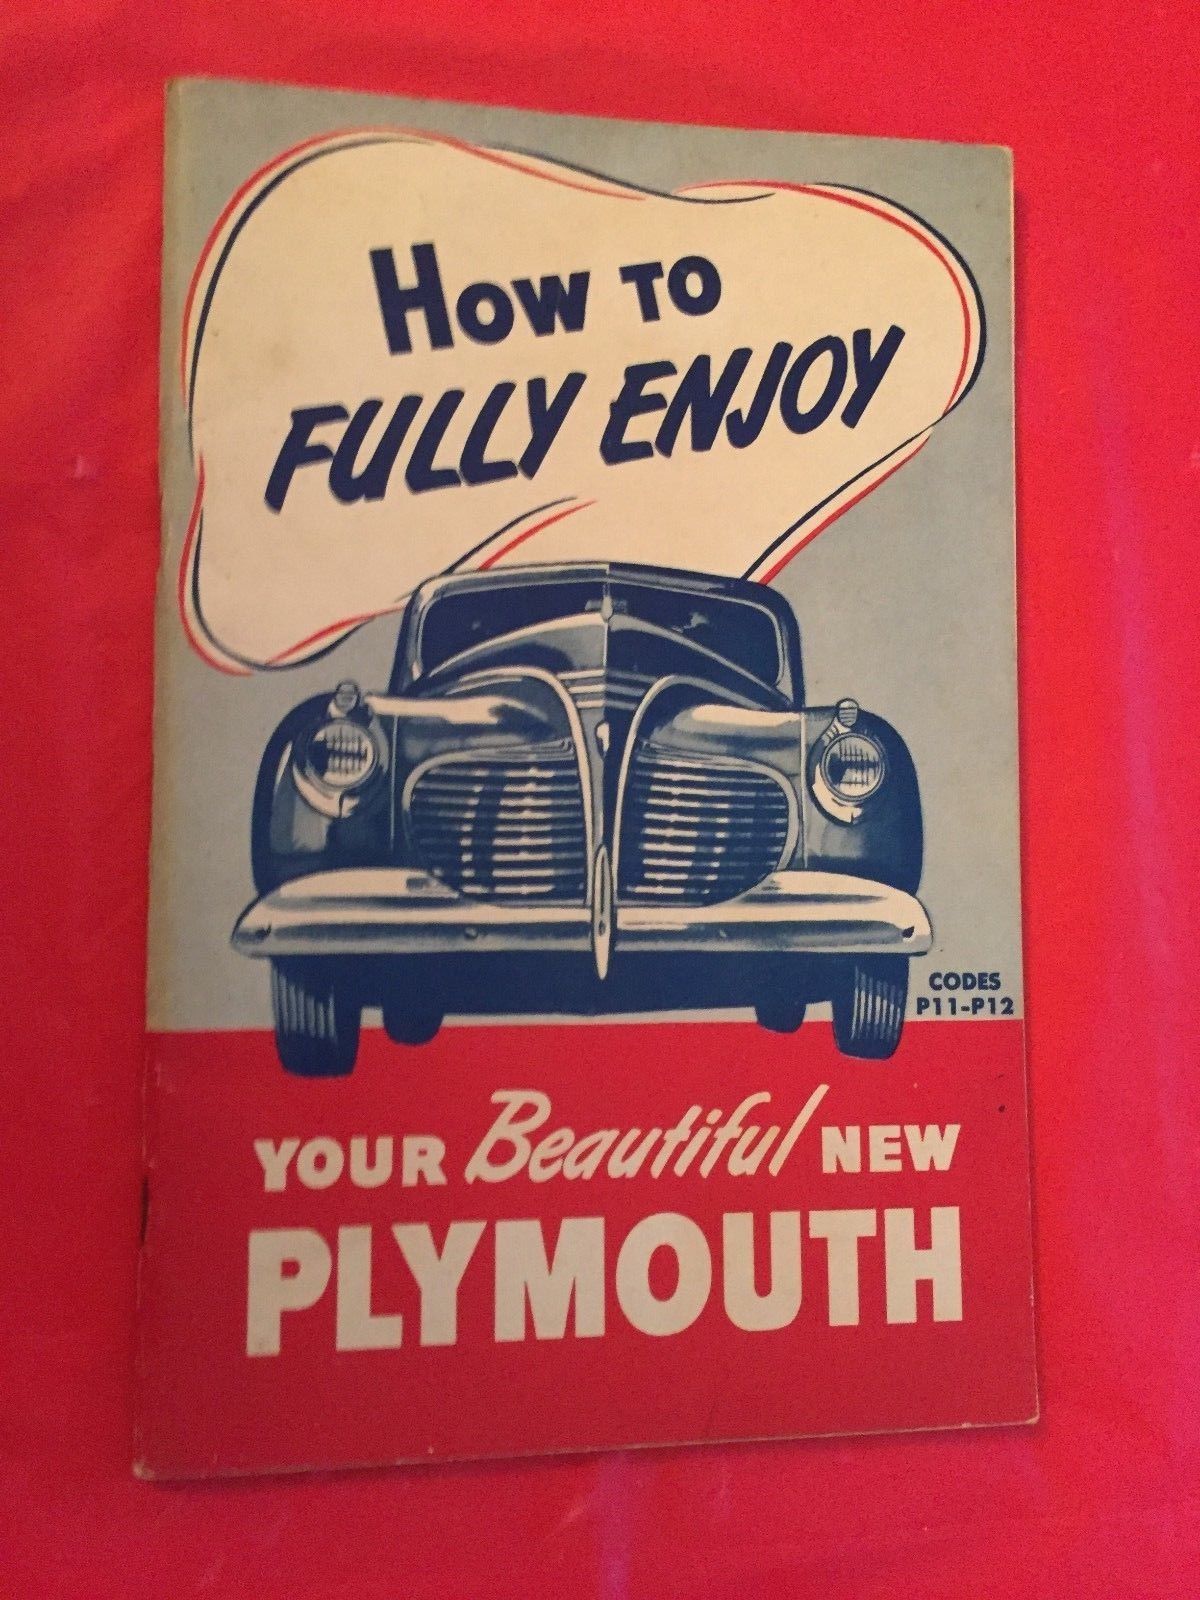 HOW TO
FULLY ENJOY
CODES
P11-P12
YOUR Beautiful NEW
PLYMOUTH